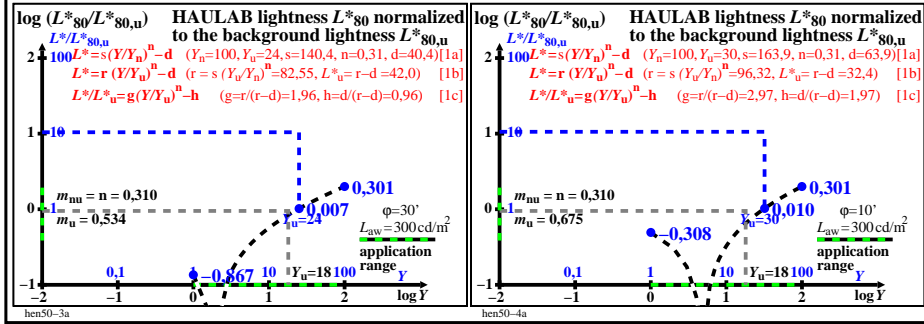 log (L*80/L*80,u)
HAULAB lightness L*80 normalized
to the background lightness L*80,u
L*/L*80,u
L*=s(Y/Yn)^n−d (Yn=100, Yu=24, s=140,4, n=0,31, d=40,4)[1a]
L*=r (Y/Yu)^n−d (r = s (Yu/Yn)^n=82,55, L*u = r−d=42,0) [1b]
L*/L*u=g(Y/Yu)^n−h (g=r/(r−d)=1,96, h=d/(r−d)=0,96) [1c]
2 100
1 10
mnu = n = 0,310
0 1
mu = 0,534
0,301
0,007
Yu=24
φ=30’
Law=300 cd/m²
application
range
−0,867
0,1 1 10 Yu=18 100 Y
−1
−2 −1 0 1 2 log Y
hen50−3a
log (L*80/L*80,u)
HAULAB lightness L*80 normalized
to the background lightness L*80,u
L*/L*80,u
L*=s(Y/Yn)^n−d (Yn=100, Yu=30, s=163,9, n=0,31, d=63,9)[1a]
L*=r (Y/Yu)^n−d (r = s (Yu/Yn)^n=96,32, L*u = r−d=32,4) [1b]
L*/L*u=g(Y/Yu)^n−h (g=r/(r−d)=2,97, h=d/(r−d)=1,97) [1c]
2 100
1 10
mnu = n = 0,310
0 1
mu = 0,675
0,301
0,010
Yu=30
φ=10’
Law=300 cd/m²
application
range
−0,308
0,1 1 10 Yu=18 100 Y
−1
−2 −1 0 1 2 log Y
hen50−4a